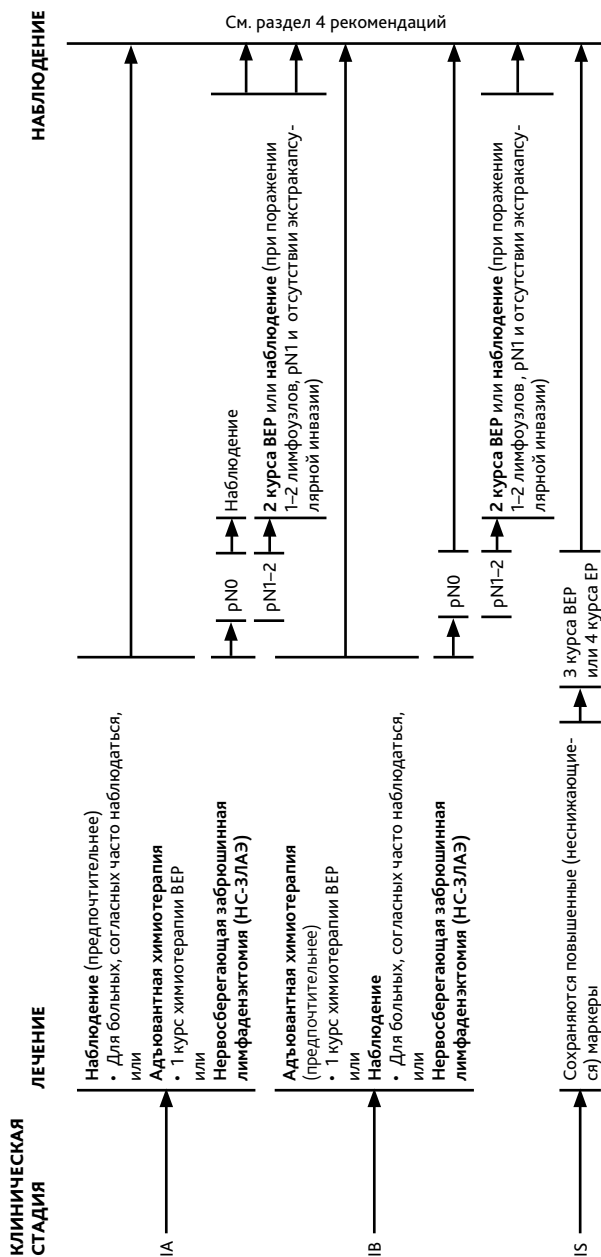 КЛИНИЧЕСКАЯ
СТАДИЯ
ЛЕЧЕНИЕ
НАБЛЮДЕНИЕ
IA
Наблюдение (предпочтительнее)
• Для больных, согласных часто наблюдаться,
или
Адъювантная химиотерапия
• 1 курс химиотерапии BEP
или
Нервосберегающая забрюшинная
лимфаденэктомия (НС-ЗЛАЭ)
pN0
Наблюдение
pN1–2
2 курса BEP или наблюдение (при поражении
1–2 лимфоузлов, pN1 и отсутствии экстракапсу-
лярной инвазии)
IB
Адъювантная химиотерапия
(предпочтительнее)
• 1 курс химиотерапии BEP
или
Наблюдение
• Для больных, согласных часто наблюдаться,
или
Нервосберегающая забрюшинная
лимфаденэктомия (НС-ЗЛАЭ)
pN0
pN1–2
2 курса BEP или наблюдение (при поражении
1–2 лимфоузлов , pN1 и отсутствии экстракапсу-
лярной инвазии)
IS
Сохраняются повышенные (неснижающие-
ся) маркеры
3 курса BEP
или 4 курса EP
См. раздел 4 рекомендаций